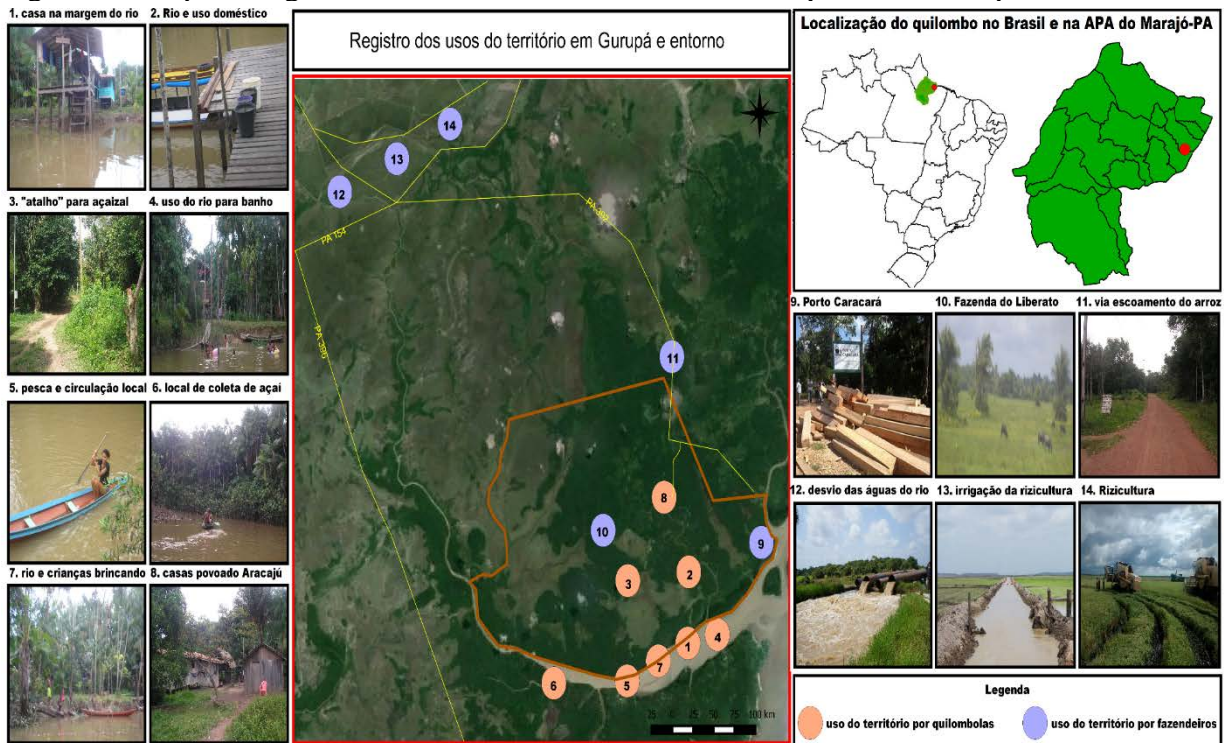 1. casa na margem do rio
2. Rio e uso doméstico
Registro dos usos do território em Gurupá e entorno
Localização do quilombo no Brasil e na APA do Marajó-PA
3. "atalho" para açaizal
4. uso do rio para banho
5. pesca e circulação local
6. local de coleta de açaí
7. rio e crianças brincando
8. casas povoado Aracajú
14
13
12
PA 154
PA 392
PA 396
11
8
10
9
3
2
1
4
7
6
5
25 0 25 50 75 100 km
9. Porto Caracará
10. Fazenda do Liberato
11. via escoamento do arroz
12. desvio das águas do rio
13. irrigação da rizicultura
14. Rizicultura
Legenda
uso do território por quilombolas
uso do território por fazendeiros